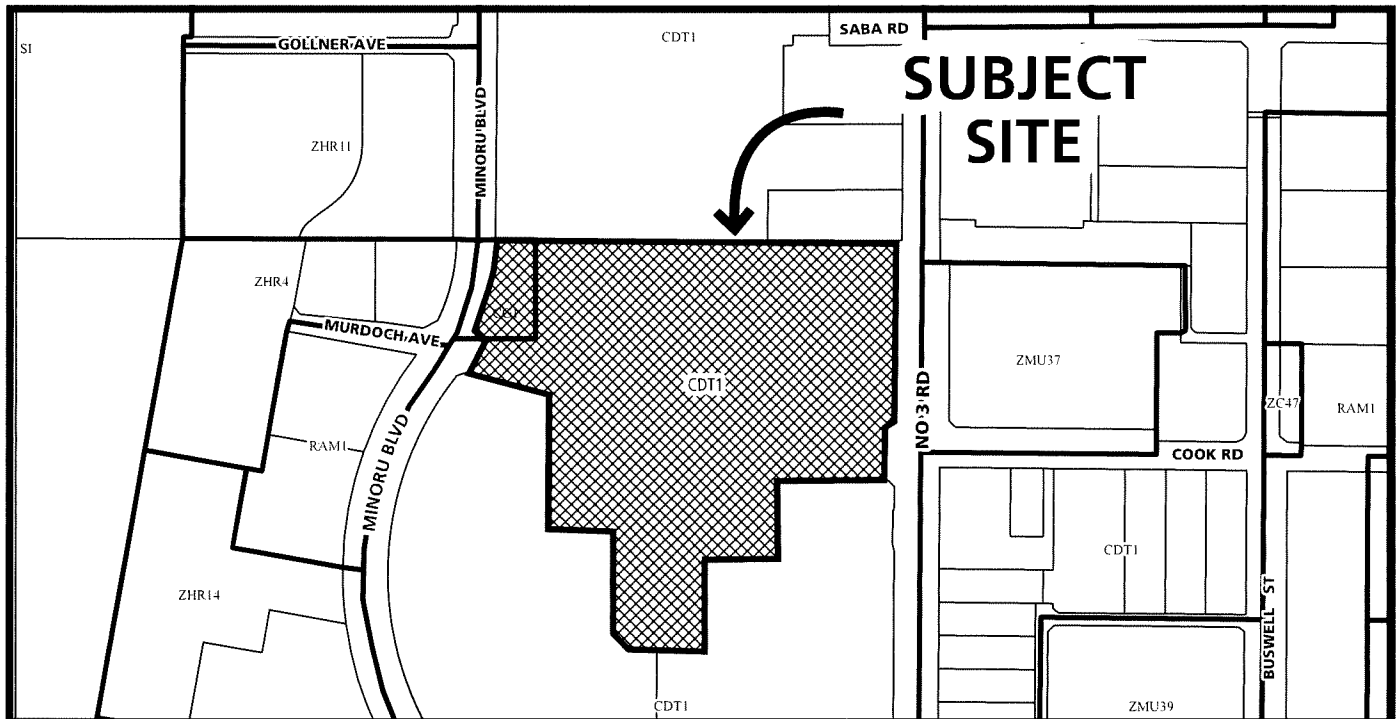 SI
GOLLNER AVE
CDT1
SABA RD
SUBJECT
SITE
MINORU BLVD
ZHR11
ZHR4
MURDOCH AVE
CDT1
NO 3 RD
ZMU37
ZC47
RAM1
RAM1
MINORU BLVD
COOK RD
CDT1
ZHR14
BUSWELL ST
CDT1
ZMU39